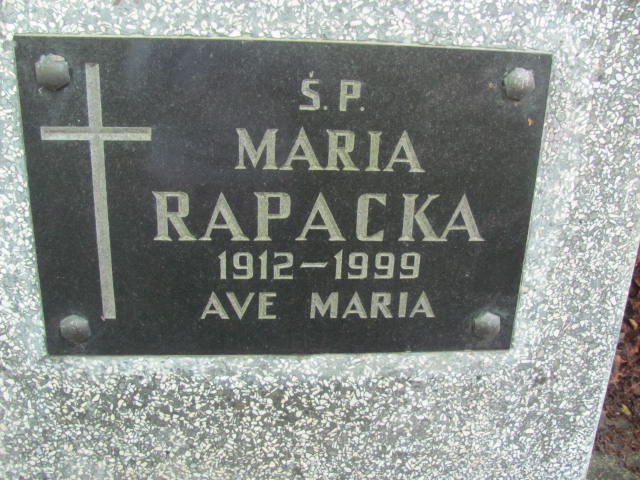 Ś.P.
MARIA
RAPACKA
1912-1999
AVE MARIA